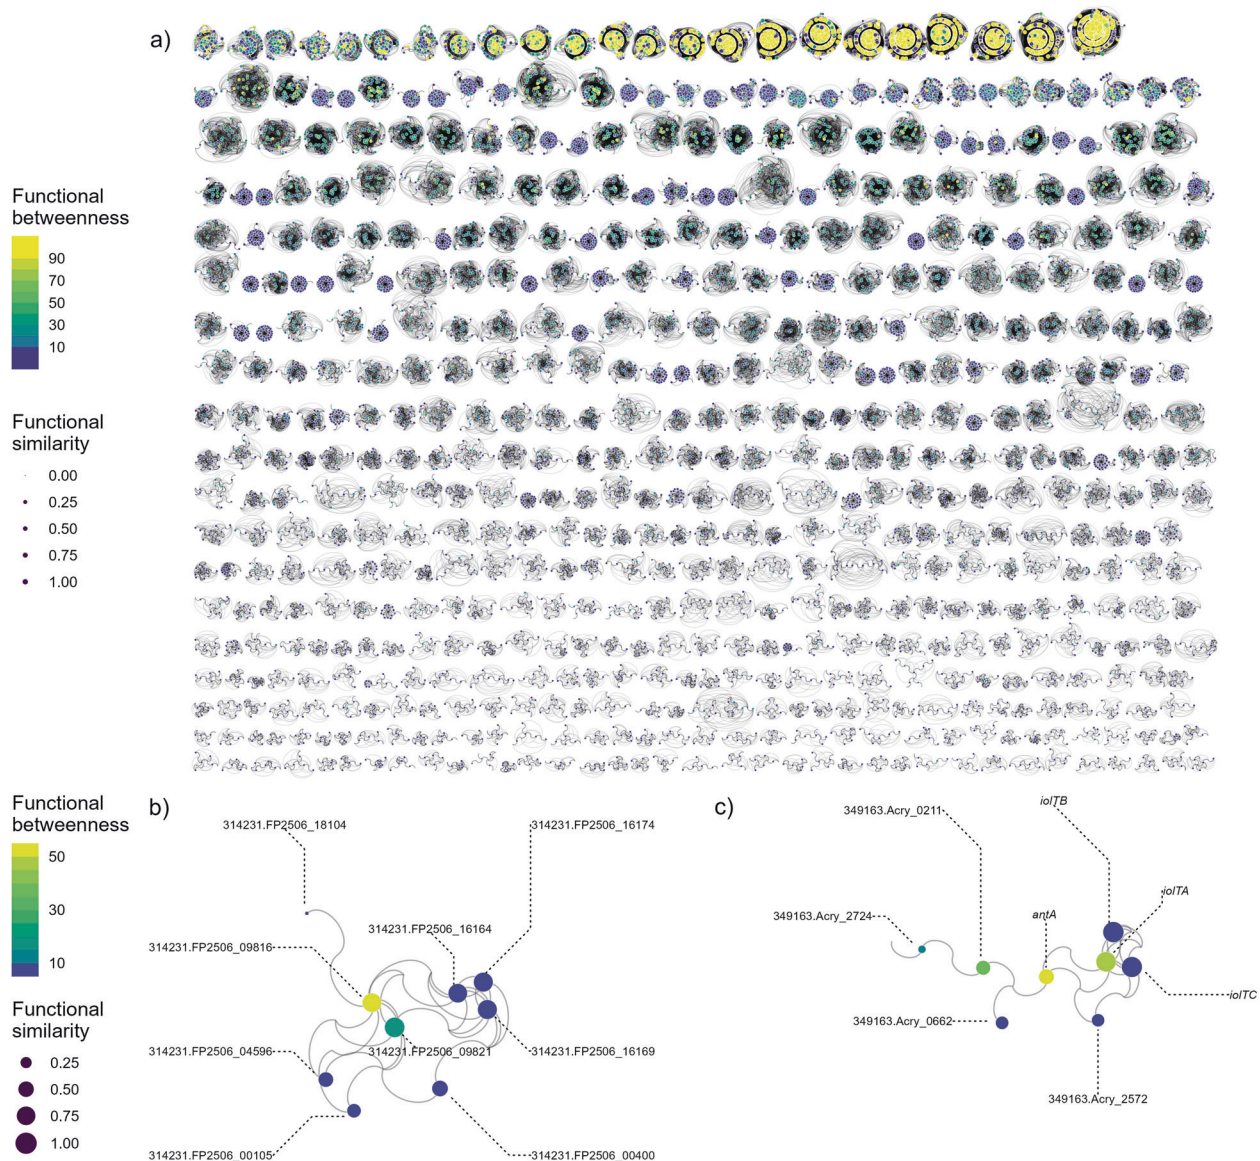 a)
Functional
betweenness
90
70
50
30
10
Functional
similarity
0.00
0.25
0.50
0.75
1.00
Functional
betweenness
50
30
10
Functional
similarity
0.25
0.50
0.75
1.00
b)
314231.FP2506_18104
314231.FP2506_16174
314231.FP2506_16164
314231.FP2506_09816
314231.FP2506_04596
314231.FP2506_09821
314231.FP2506_16169
314231.FP2506_00105
314231.FP2506_00400
c)
349163.Acry_0211
iolTB
iolTA
349163.Acry_2724
antA
iolTC
349163.Acry_0662
349163.Acry_2572